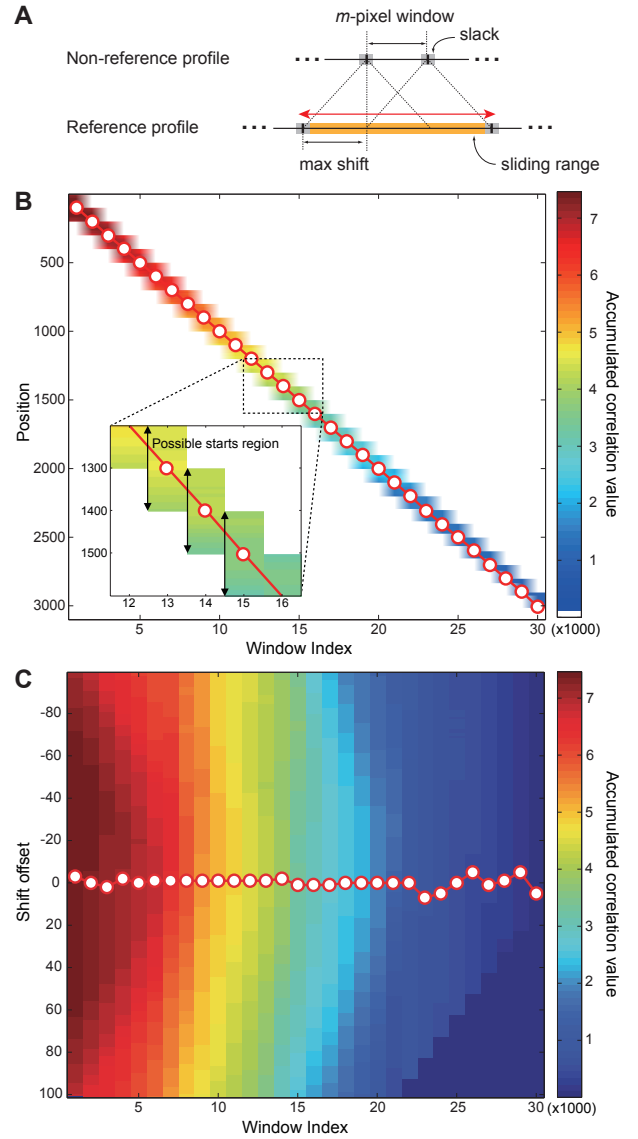 A
m-pixel window
slack
Non-reference profile
Reference profile
max shift
sliding range
B
500
1000
1500
2000
2500
3000
Position
Possible starts region
1300
1400
1500
12 13 14 15 16
5 10 15 20 25 30
Window Index
7
6
5
4
3
2
1
(x1000)
Accumulated correlation value
C
-80
-60
-40
-20
0
20
40
60
80
100
Shift offset
5 10 15 20 25 30
Window Index
7
6
5
4
3
2
1
(x1000)
Accumulated correlation value